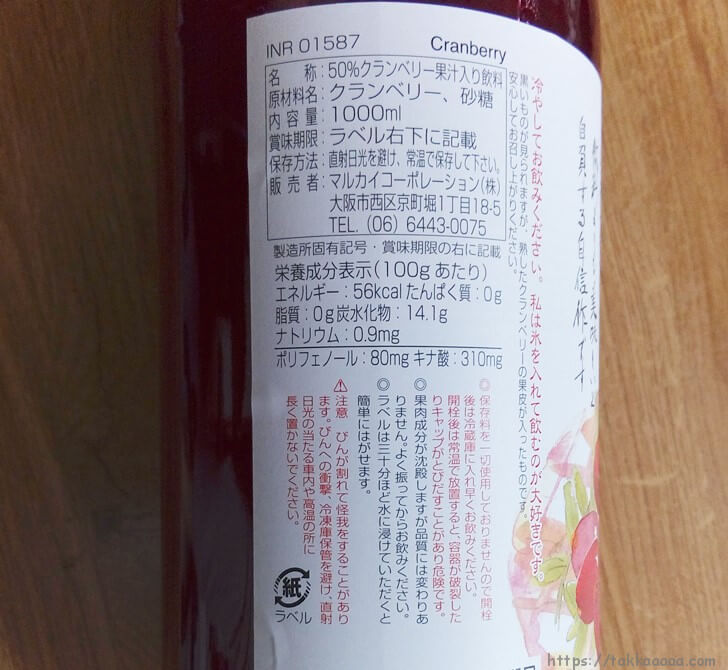 INR 01587 Cranberry
名称：50%クランベリー果汁入り飲料
原材料名：クランベリー、砂糖
内容量：1000ml
賞味期限：ラベル右下に記載
保存方法：直射日光を避け、常温で保存して下さい。
販売者：マルカイコーポレーション(株)
大阪市西区京町堀1丁目18-5
TEL. (06) 6443-0075
製造所固有記号・賞味期限の右に記載
栄養成分表示(100gあたり)
エネルギー：56kcal たんぱく質：0g
脂質：0g 炭水化物：14.1g
ナトリウム：0.9mg
ポリフェノール：80mg キナ酸：310mg
自賛する自信作です
冷やしてお飲みください。私は氷を入れて飲むのが大好きです。
黒いものが見られますが、熟したクランベリーの果皮が入ったものです。
安心してお召し上がりください。
◎保存料を一切使用しておりませんので開栓
後は冷蔵庫に入れ早くお飲みください。
開栓後は常温で放置すると、容器が破裂した
りキャップがとびだすことがあり危険です。
◎果肉成分が沈殿しますが品質には変わりあ
りません。よく振ってからお飲みください。
◎ラベルは三十分ほど水に浸けていただくと
簡単にはがせます。
⚠注意 びんが割れて怪我をすることがあり
ます。びんへの衝撃、冷凍庫保管を避け、直射
日光の当たる車内や高温の所に
長く置かないでください。
紙
ラベル
https://takkaaaaa.com